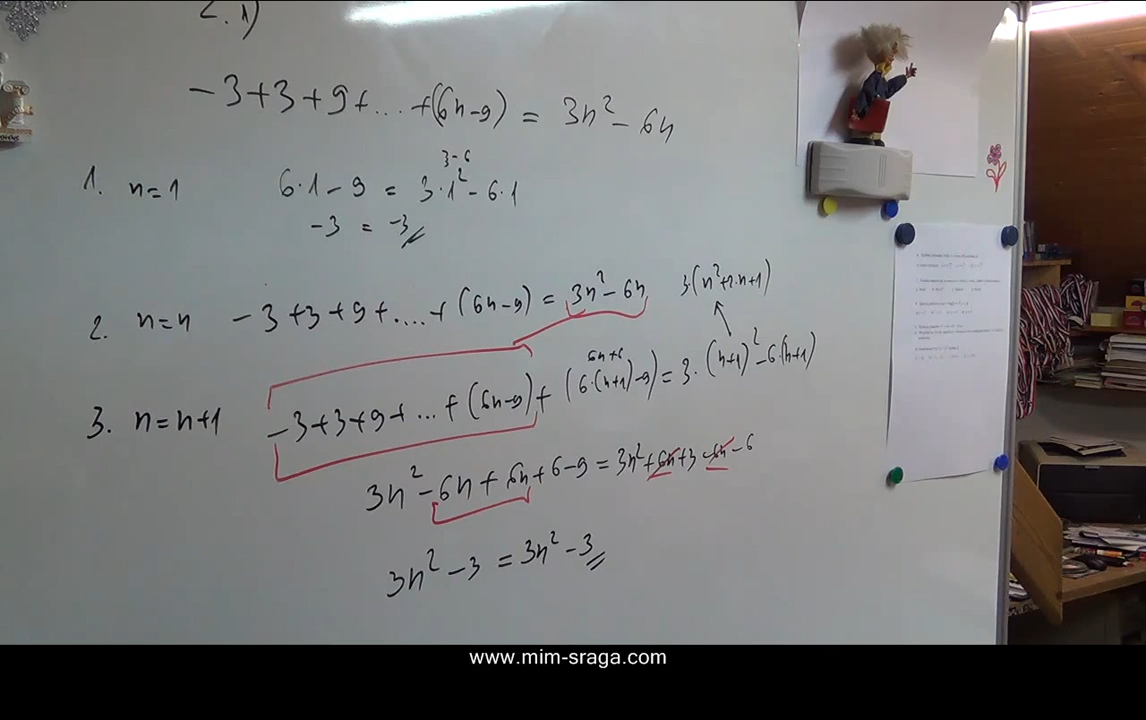 2. 1)
-3+3+9+...+(6n-9) = 3n²-6n
3-6
1. n=1 6·1-9 = 3·1²-6·1
-3 = -3
2. n=n -3+3+9+....+(6n-9) = 3n²-6n 3·(n²+2·n+1)
6n+6
3. n=n+1 -3+3+9+...+(6n-9)+(6·(n+1)-9)=3·(n+1)²-6·(n+1)
3n²-6n+6n+6-9=3n²+6n+3-6n-6
3n²-3=3n²-3
www.mim-sraga.com